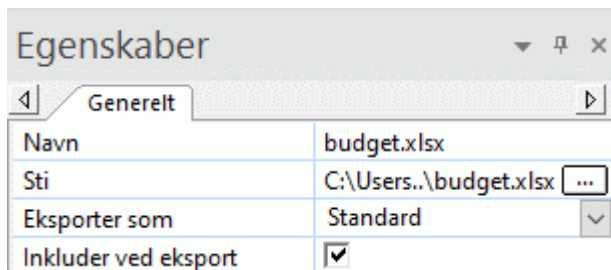 Egenskaber
Generelt
Navn budget.xlsx
Sti C:\Users..\budget.xlsx ...
Eksporter som Standard
Inkluder ved eksport